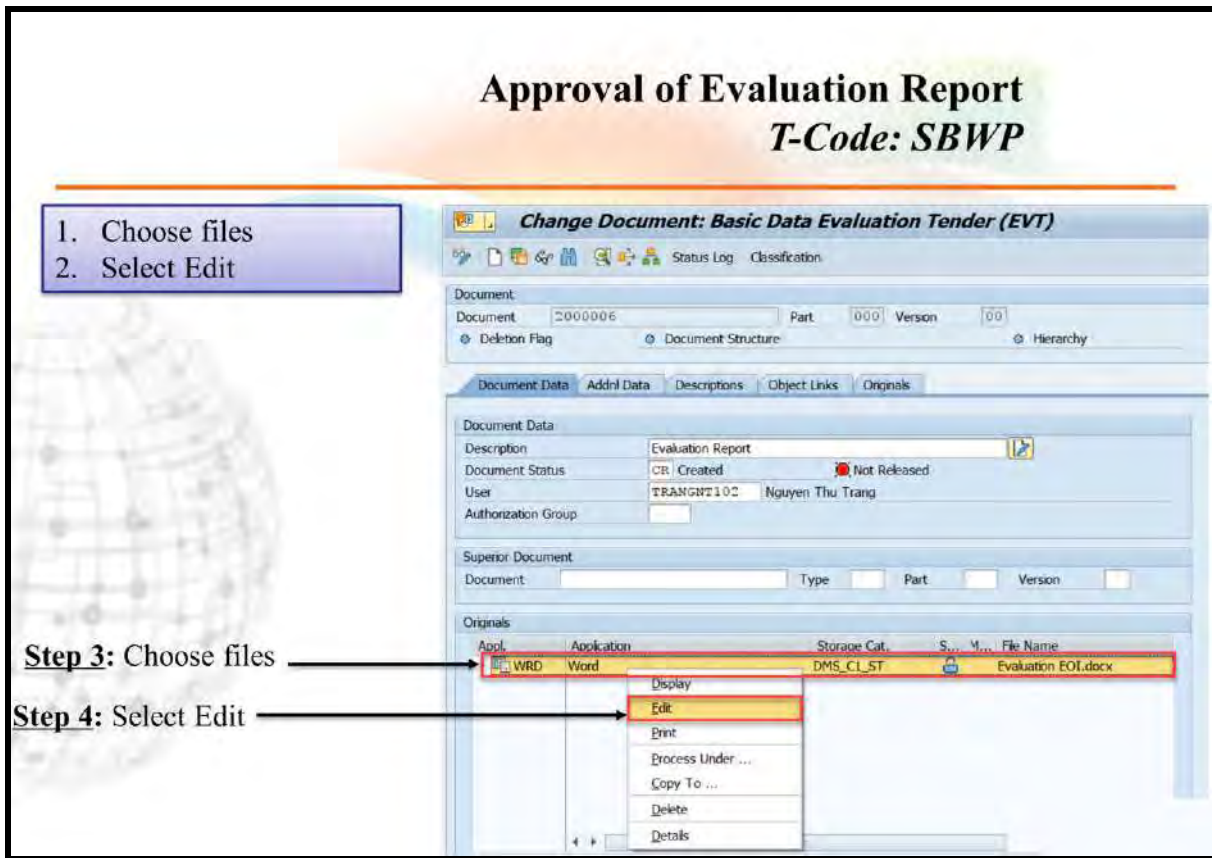 Approval of Evaluation Report
T-Code: SBWP
1. Choose files
2. Select Edit
Step 3: Choose files
Step 4: Select Edit
Change Document: Basic Data Evaluation Tender (EVT)
Status Log Classification
Document
Document 2000006 Part 000 Version 00
Deletion Flag Document Structure Hierarchy
Document Data Addnl Data Descriptions Object Links Originals
Document Data
Description Evaluation Report
Document Status CR Created Not Released
User TRANGNT102 Nguyen Thu Trang
Authorization Group
Superior Document
Document Type Part Version
Originals
Appl. Application Storage Cat. S... M... File Name
WRD Word DMS_C1_ST Evaluation EOI.docx
Display
Edit
Print
Process Under ...
Copy To ...
Delete
Details